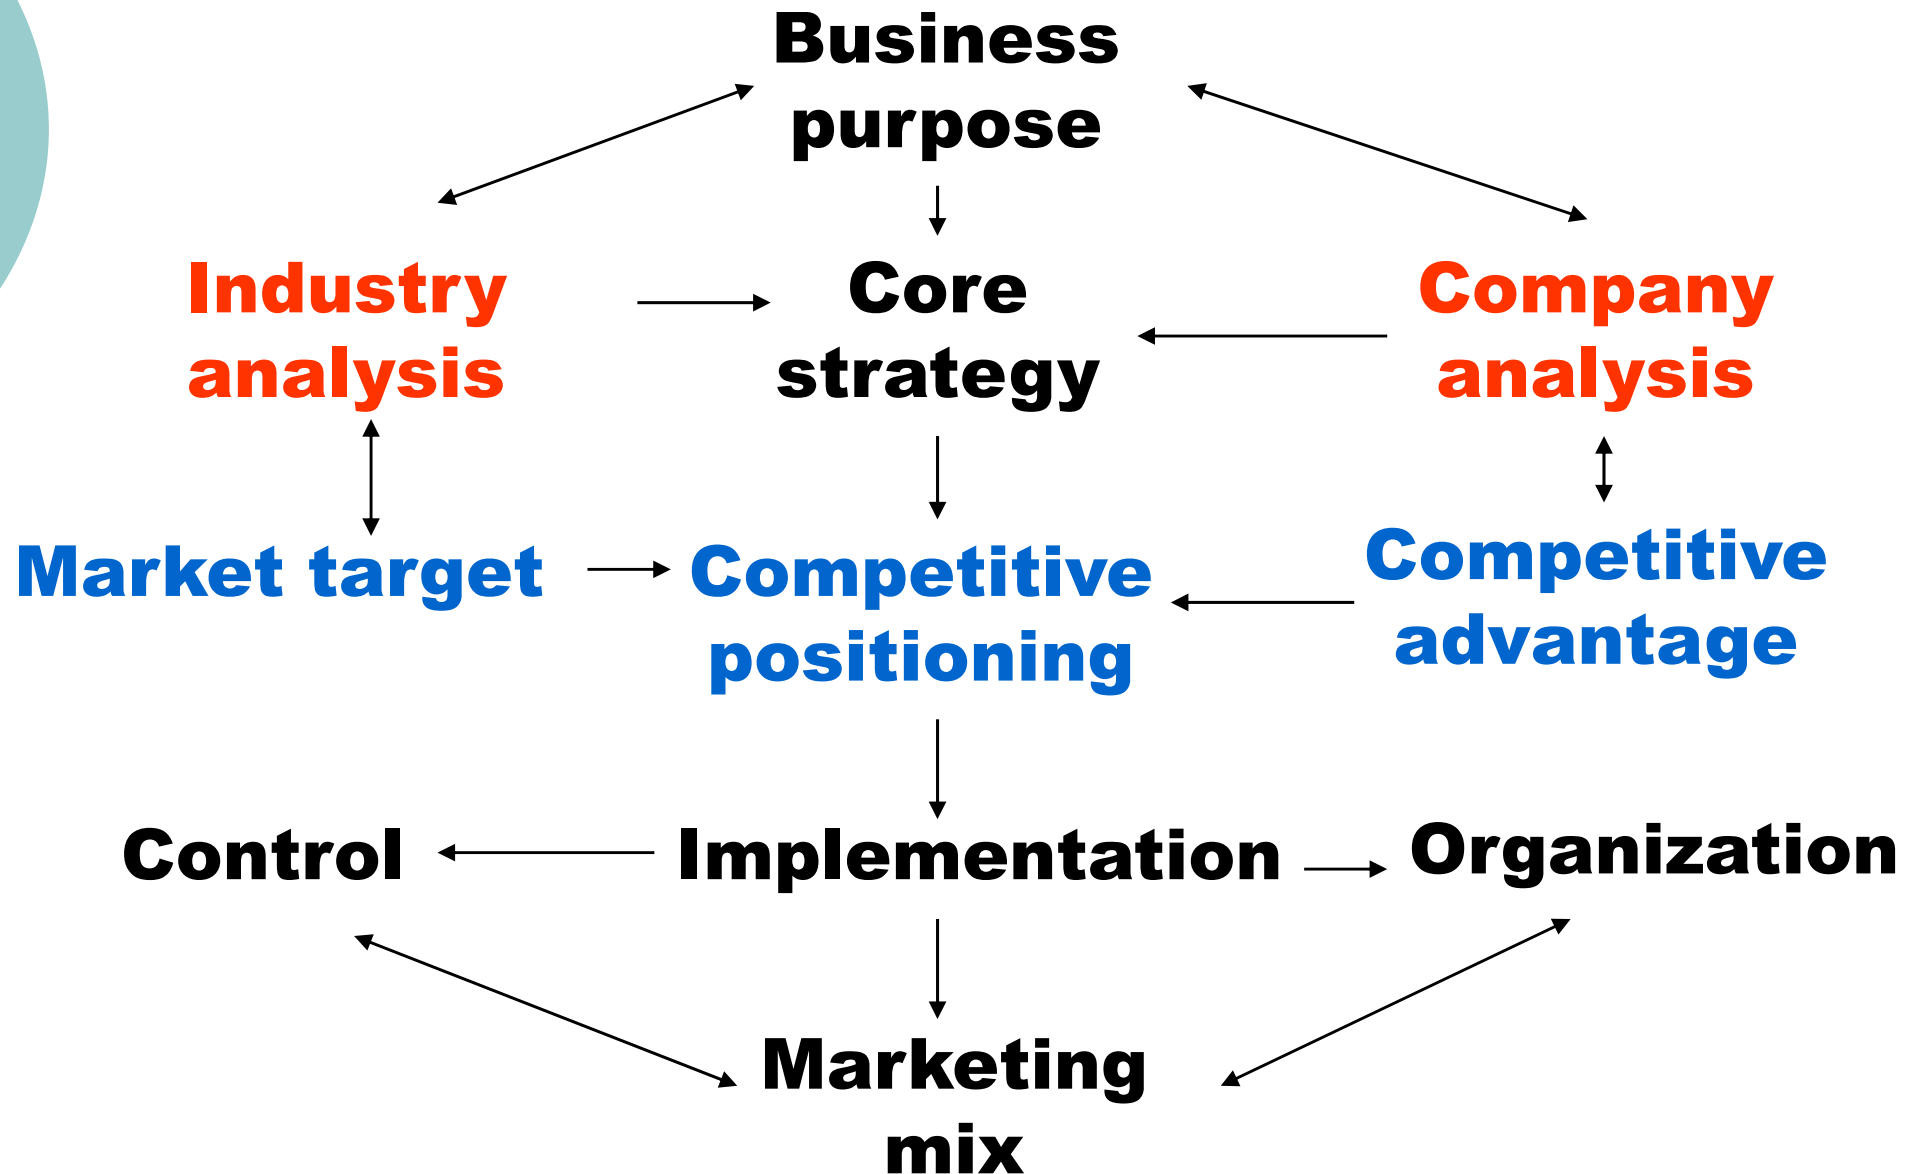 Business
purpose
Industry
analysis
Core
strategy
Company
analysis
Market target
Competitive
positioning
Competitive
advantage
Control
Implementation
Organization
Marketing
mix